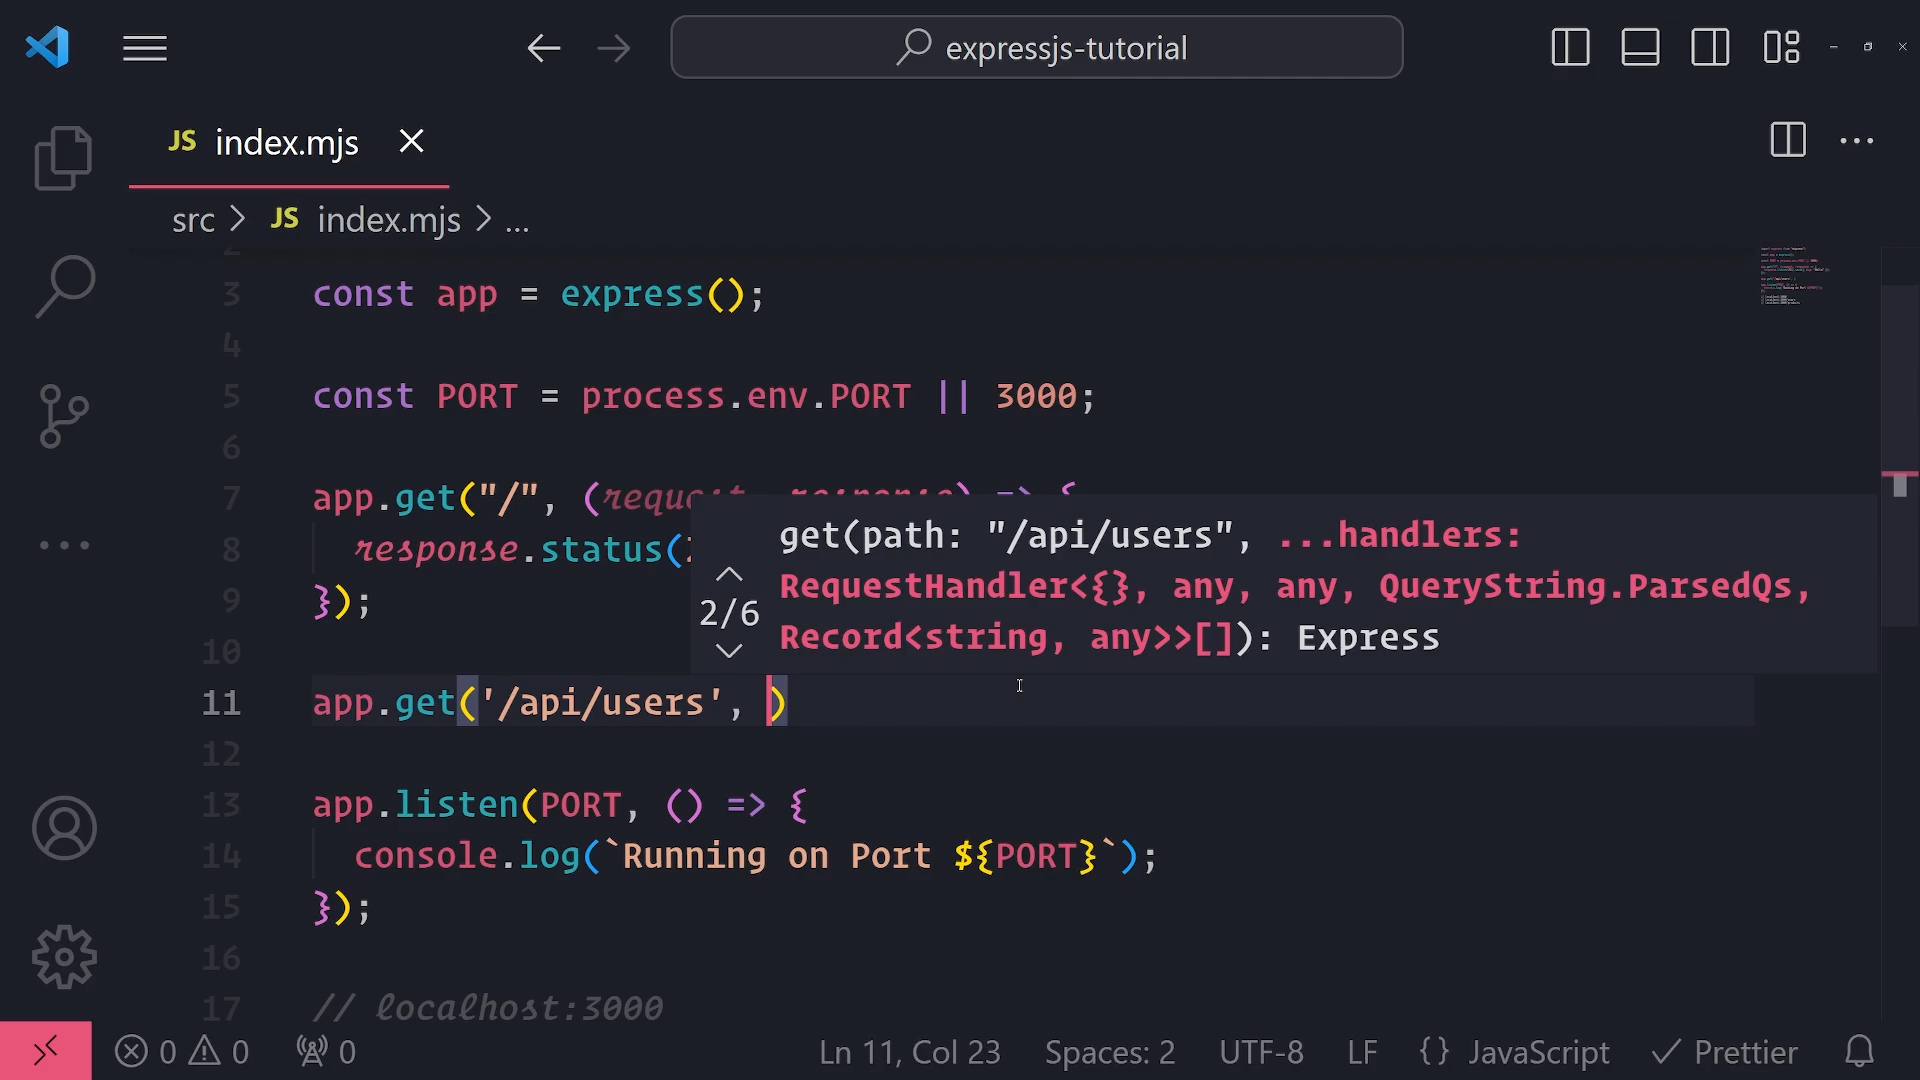 expressjs-tutorial
JS index.mjs
src > JS index.mjs > ...
3 const app = express();
4
5 const PORT = process.env.PORT || 3000;
6
7 app.get("/", (request, response) => {
8 response.status(
9 });
10
get(path: "/api/users", ...handlers:
RequestHandler<{}, any, any, QueryString.ParsedQs,
Record<string, any>>[]): Express
2/6
11 app.get('/api/users', )
12
13 app.listen(PORT, () => {
14 console.log(`Running on Port ${PORT}`);
15 });
16
17 // localhost:3000
0 0 0 Ln 11, Col 23 Spaces: 2 UTF-8 LF {} JavaScript Prettier